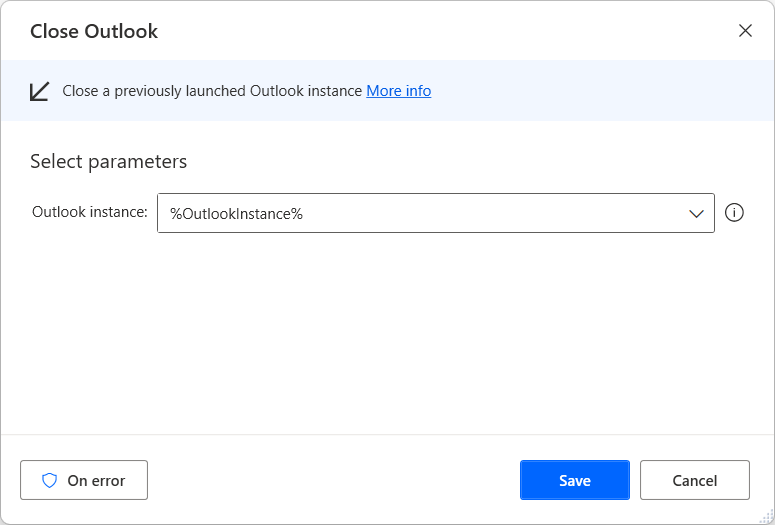 Close Outlook
Close a previously launched Outlook instance More info
Select parameters
Outlook instance: %OutlookInstance%
On error Save Cancel